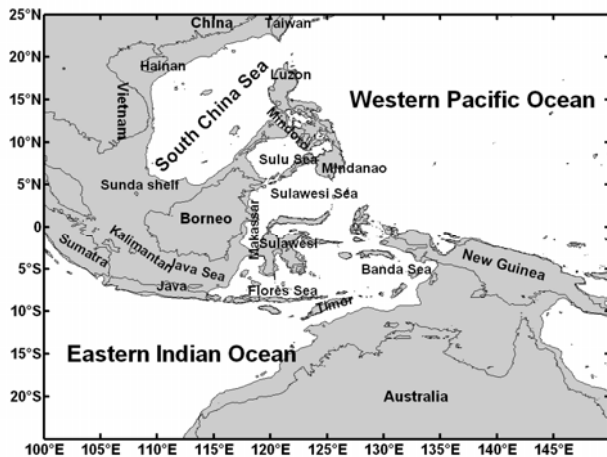 25°N
20°N
15°N
10°N
5°N
0
5°S
10°S
15°S
20°S
China
Taiwan
Hainan
Luzon
Vietnam
South China Sea
Western Pacific Ocean
Mindoro
Sulu Sea
Mindanao
Sunda shelf
Sulawesi Sea
Borneo
Makassar
Sulawesi
Kalimantan
Sumatra
Java Sea
Banda Sea
New Guinea
Java
Flores Sea
Timor
Eastern Indian Ocean
Australia
100°E 105°E 110°E 115°E 120°E 125°E 130°E 135°E 140°E 145°E